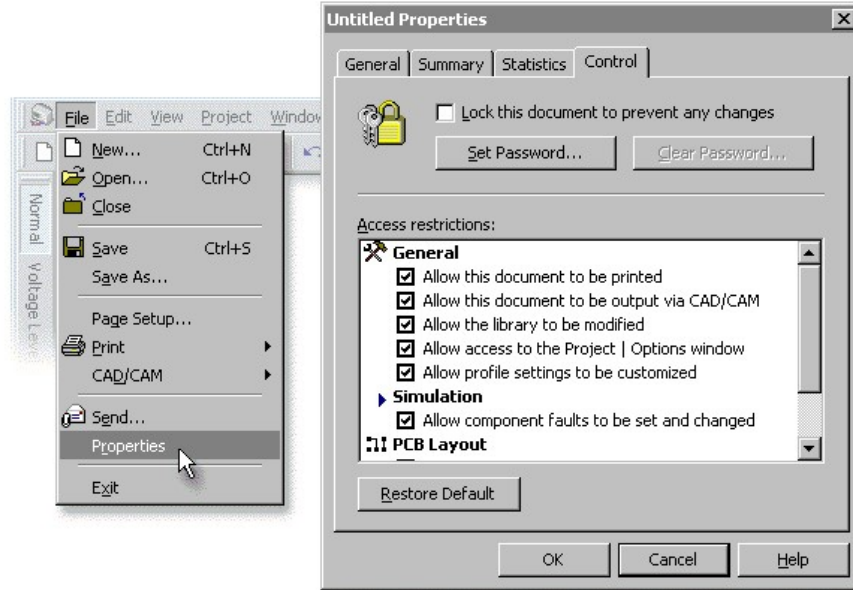 File Edit View Project Window
New... Ctrl+N
Open... Ctrl+O
Close
Save Ctrl+S
Save As...
Page Setup...
Print
CAD/CAM
Send...
Properties
Exit
Normal
Voltage Level
Untitled Properties
General Summary Statistics Control
Lock this document to prevent any changes
Set Password... Clear Password...
Access restrictions:
General
Allow this document to be printed
Allow this document to be output via CAD/CAM
Allow the library to be modified
Allow access to the Project | Options window
Allow profile settings to be customized
Simulation
Allow component faults to be set and changed
PCB Layout
Restore Default
OK Cancel Help